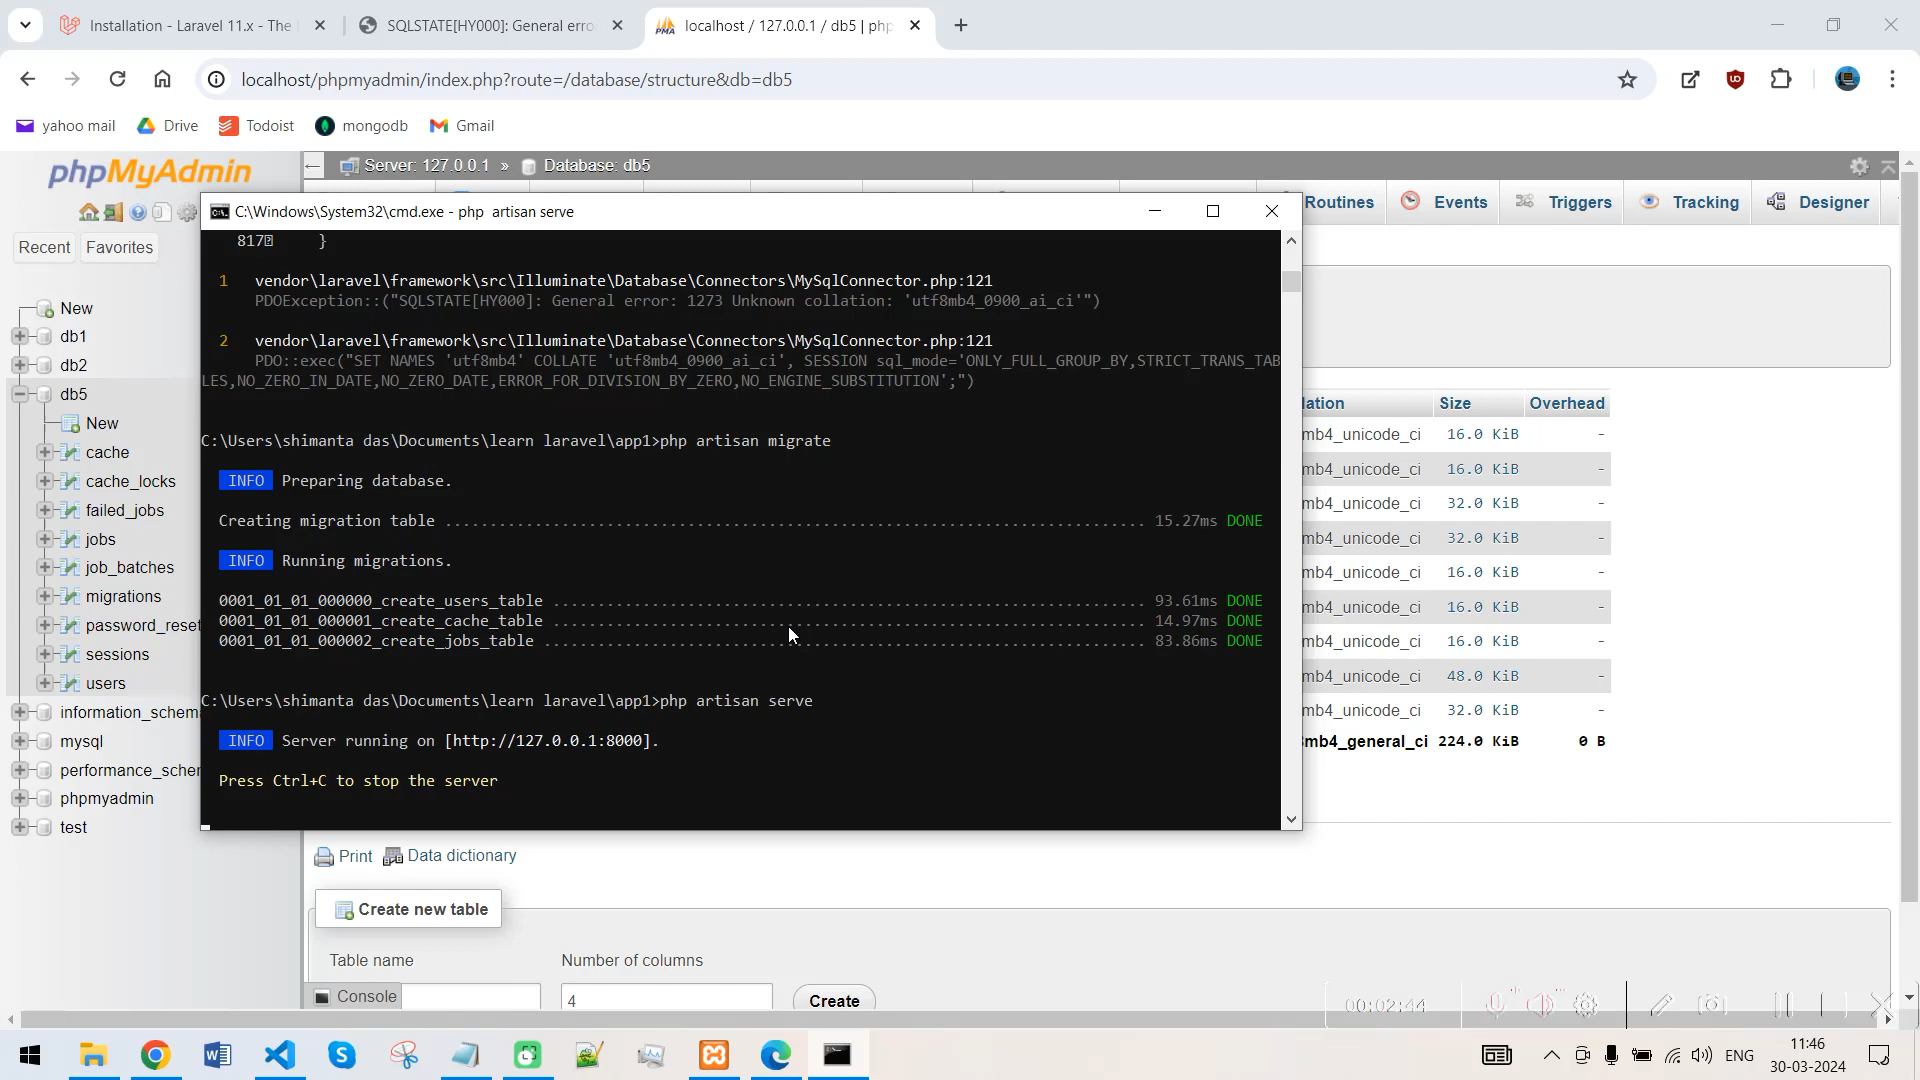 Installation - Laravel 11.x - The
SQLSTATE[HY000]: General erro
localhost / 127.0.0.1 / db5 | php
localhost/phpmyadmin/index.php?route=/database/structure&db=db5
yahoo mail
Drive
Todoist
mongodb
Gmail
phpMyAdmin
Server: 127.0.0.1 » Database: db5
Routines
Events
Triggers
Tracking
Designer
Recent
Favorites
New
db1
db2
db5
New
cache
cache_locks
failed_jobs
jobs
job_batches
migrations
password_reset
sessions
users
information_schem
mysql
performance_schem
phpmyadmin
test
C:\Windows\System32\cmd.exe - php  artisan serve
817 }
1 vendor\laravel\framework\src\Illuminate\Database\Connectors\MySqlConnector.php:121
PDOException::("SQLSTATE[HY000]: General error: 1273 Unknown collation: 'utf8mb4_0900_ai_ci'")
2 vendor\laravel\framework\src\Illuminate\Database\Connectors\MySqlConnector.php:121
PDO::exec("SET NAMES 'utf8mb4' COLLATE 'utf8mb4_0900_ai_ci', SESSION sql_mode='ONLY_FULL_GROUP_BY,STRICT_TRANS_TAB
LES,NO_ZERO_IN_DATE,NO_ZERO_DATE,ERROR_FOR_DIVISION_BY_ZERO,NO_ENGINE_SUBSTITUTION';")
C:\Users\shimanta das\Documents\learn laravel\app1>php artisan migrate
INFO Preparing database.
Creating migration table ........ 15.27ms DONE
INFO Running migrations.
0001_01_01_000000_create_users_table ........ 93.61ms DONE
0001_01_01_000001_create_cache_table ........ 14.97ms DONE
0001_01_01_000002_create_jobs_table ........ 83.86ms DONE
C:\Users\shimanta das\Documents\learn laravel\app1>php artisan serve
INFO Server running on [http://127.0.0.1:8000].
Press Ctrl+C to stop the server
lation Size Overhead
mb4_unicode_ci 16.0 KiB -
mb4_unicode_ci 16.0 KiB -
mb4_unicode_ci 32.0 KiB -
mb4_unicode_ci 32.0 KiB -
mb4_unicode_ci 16.0 KiB -
mb4_unicode_ci 16.0 KiB -
mb4_unicode_ci 16.0 KiB -
mb4_unicode_ci 48.0 KiB -
mb4_unicode_ci 32.0 KiB -
mb4_general_ci 224.0 KiB 0 B
Print
Data dictionary
Create new table
Table name
Number of columns
4
Create
Console
00:02:44
ENG
11:46
30-03-2024